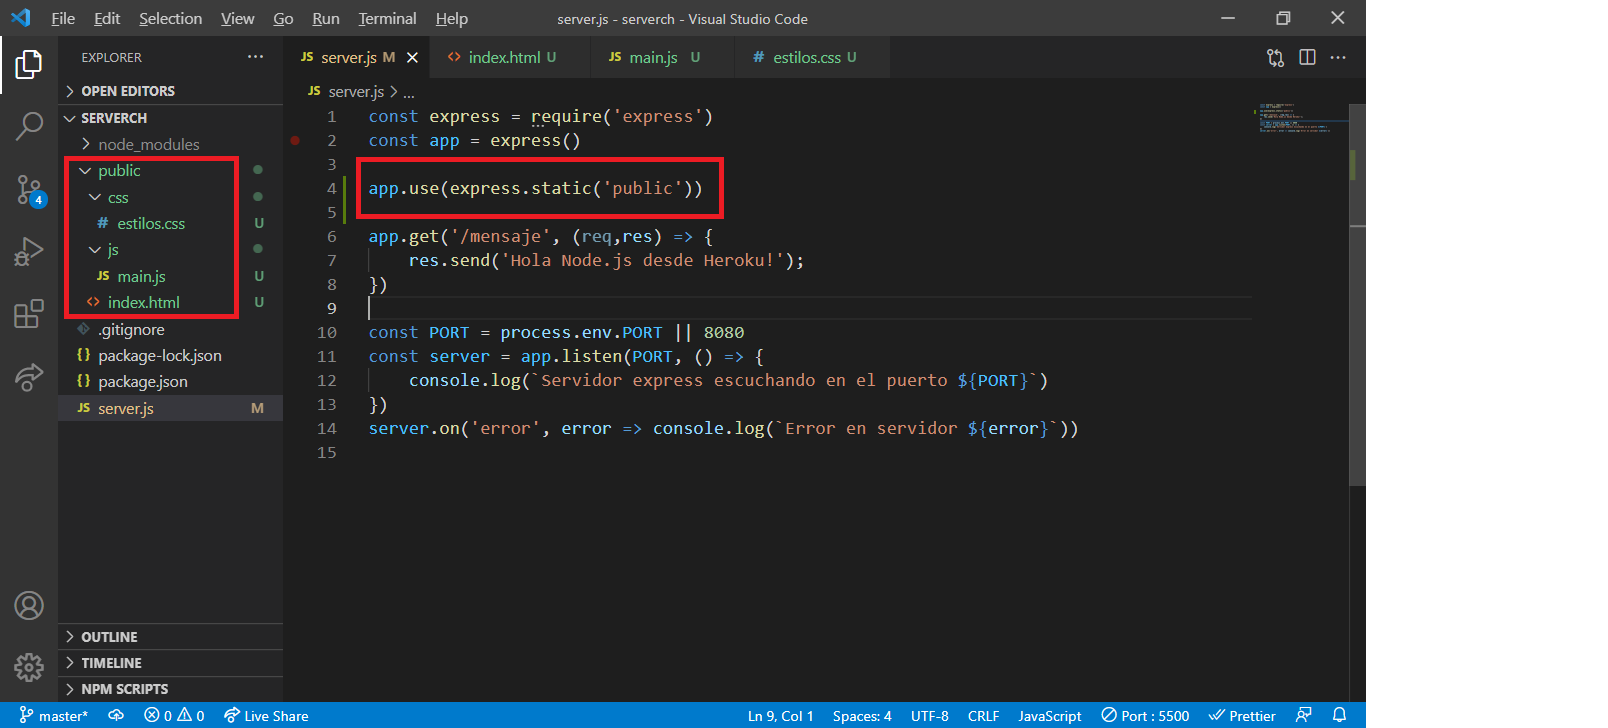 File Edit Selection View Go Run Terminal Help server.js - serverch - Visual Studio Code
EXPLORER
server.js M
index.html U
main.js U
estilos.css U
OPEN EDITORS
SERVERCH
node_modules
public
css
estilos.css U
js
main.js U
index.html U
.gitignore
package-lock.json
package.json
server.js M
OUTLINE
TIMELINE
NPM SCRIPTS
4
JS server.js > ...
1 const express = require('express')
2 const app = express()
3
4 app.use(express.static('public'))
5
6 app.get('/mensaje', (req,res) => {
7 res.send('Hola Node.js desde Heroku!');
8 })
9
10 const PORT = process.env.PORT || 8080
11 const server = app.listen(PORT, () => {
12 console.log(`Servidor express escuchando en el puerto ${PORT}`)
13 })
14 server.on('error', error => console.log(`Error en servidor ${error}`))
15
master* 0 0 Live Share Ln 9, Col 1 Spaces: 4 UTF-8 CRLF JavaScript Port : 5500 Prettier